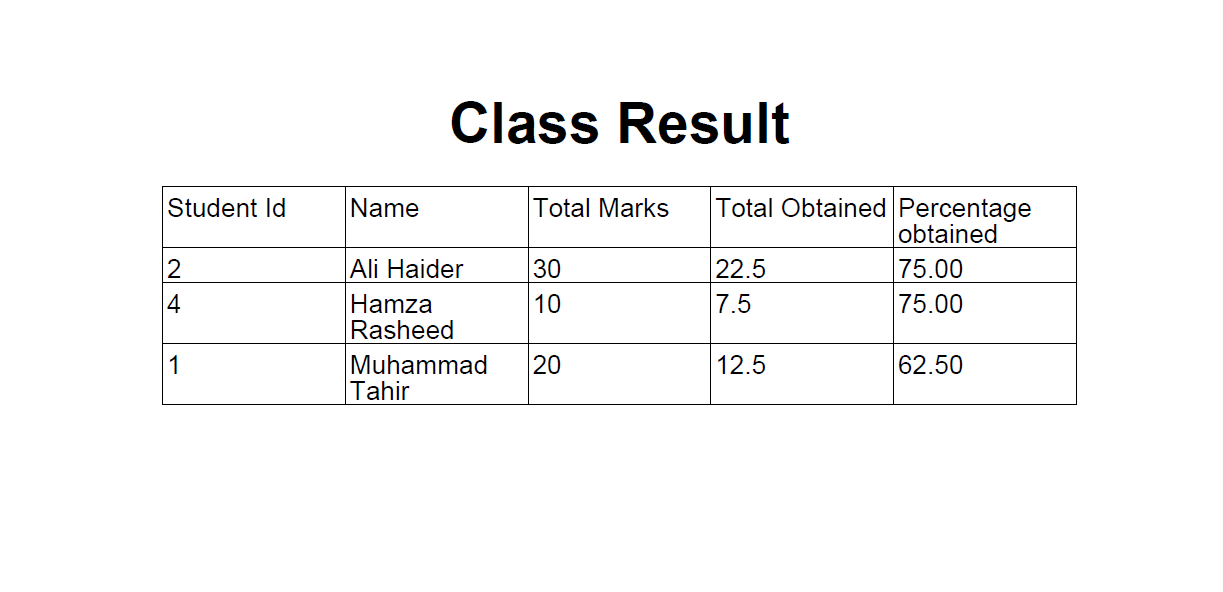 Class Result
Student Id Name Total Marks Total Obtained Percentage obtained
2 Ali Haider 30 22.5 75.00
4 Hamza Rasheed 10 7.5 75.00
1 Muhammad Tahir 20 12.5 62.50